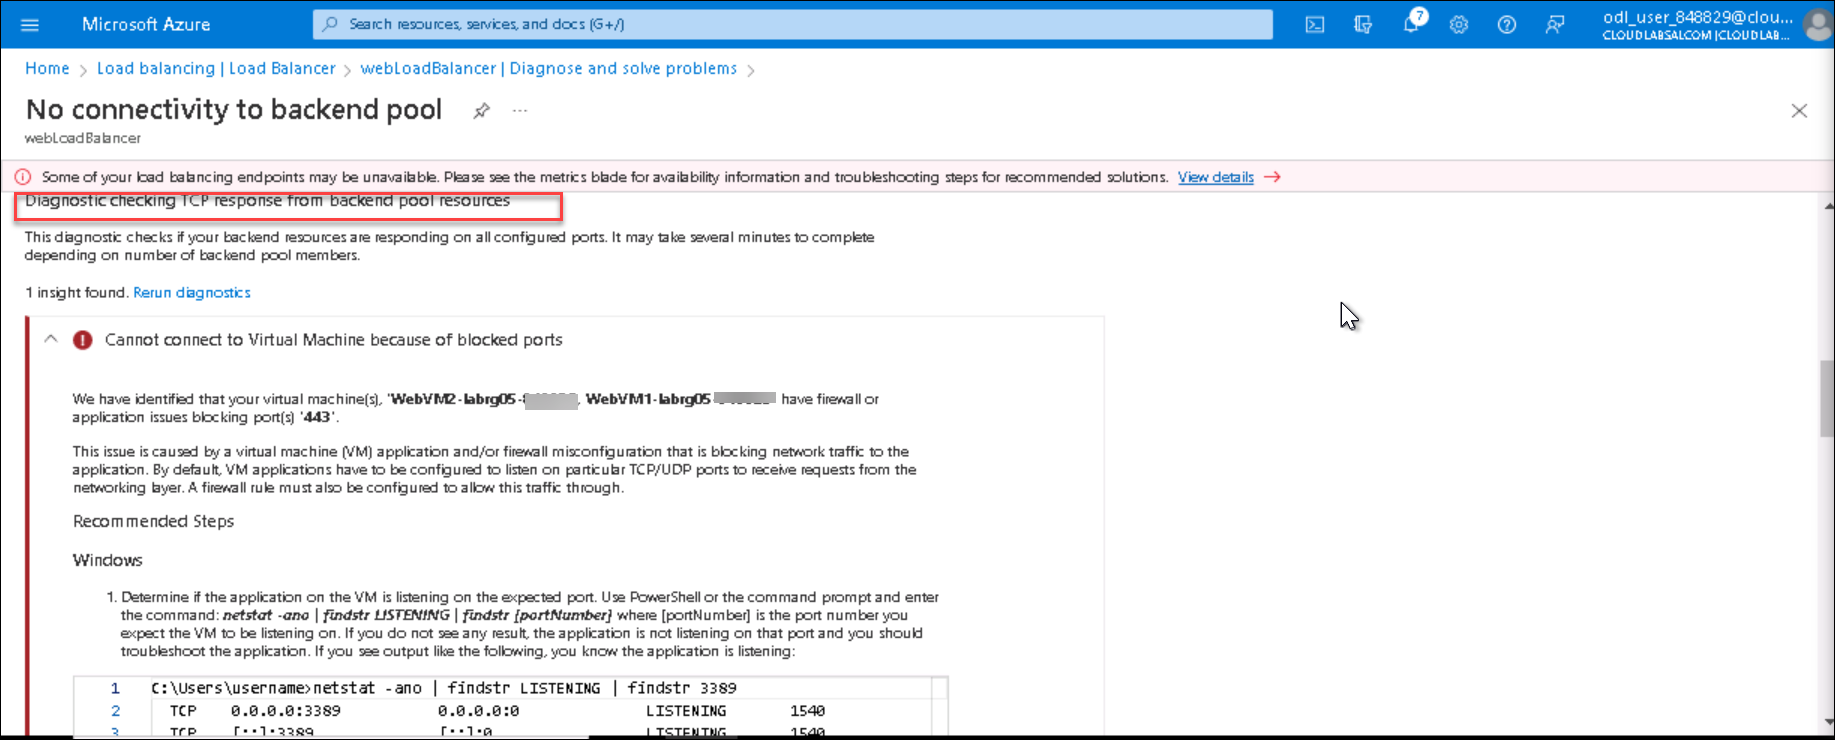 Microsoft Azure
Search resources, services, and docs (G+/)
7
odl_user_848829@clou...
CLOUDLABSAI.COM (CLOUDLAB...
Home > Load balancing | Load Balancer > webLoadBalancer | Diagnose and solve problems >
No connectivity to backend pool
...
webLoadBalancer
Some of your load balancing endpoints may be unavailable. Please see the metrics blade for availability information and troubleshooting steps for recommended solutions. View details →
Diagnostic checking TCP response from backend pool resources
This diagnostic checks if your backend resources are responding on all configured ports. It may take several minutes to complete
depending on number of backend pool members.
1 insight found. Rerun diagnostics
Cannot connect to Virtual Machine because of blocked ports
We have identified that your virtual machine(s), 'WebVM2-labrg05- , WebVM1-labrg05 have firewall or
application issues blocking port(s) '443'.
This issue is caused by a virtual machine (VM) application and/or firewall misconfiguration that is blocking network traffic to the
application. By default, VM applications have to be configured to listen on particular TCP/UDP ports to receive requests from the
networking layer. A firewall rule must also be configured to allow this traffic through.
Recommended Steps
Windows
1. Determine if the application on the VM is listening on the expected port. Use PowerShell or the command prompt and enter
the command: netstat -ano | findstr LISTENING | findstr [portNumber] where [portNumber] is the port number you
expect the VM to be listening on. If you do not see any result, the application is not listening on that port and you should
troubleshoot the application. If you see output like the following, you know the application is listening:
1 C:\Users\username>netstat -ano | findstr LISTENING | findstr 3389
2 TCP 0.0.0.0:3389 0.0.0.0:0 LISTENING 1540
3 TCP [::]:3389 [::]:0 LISTENING 1540